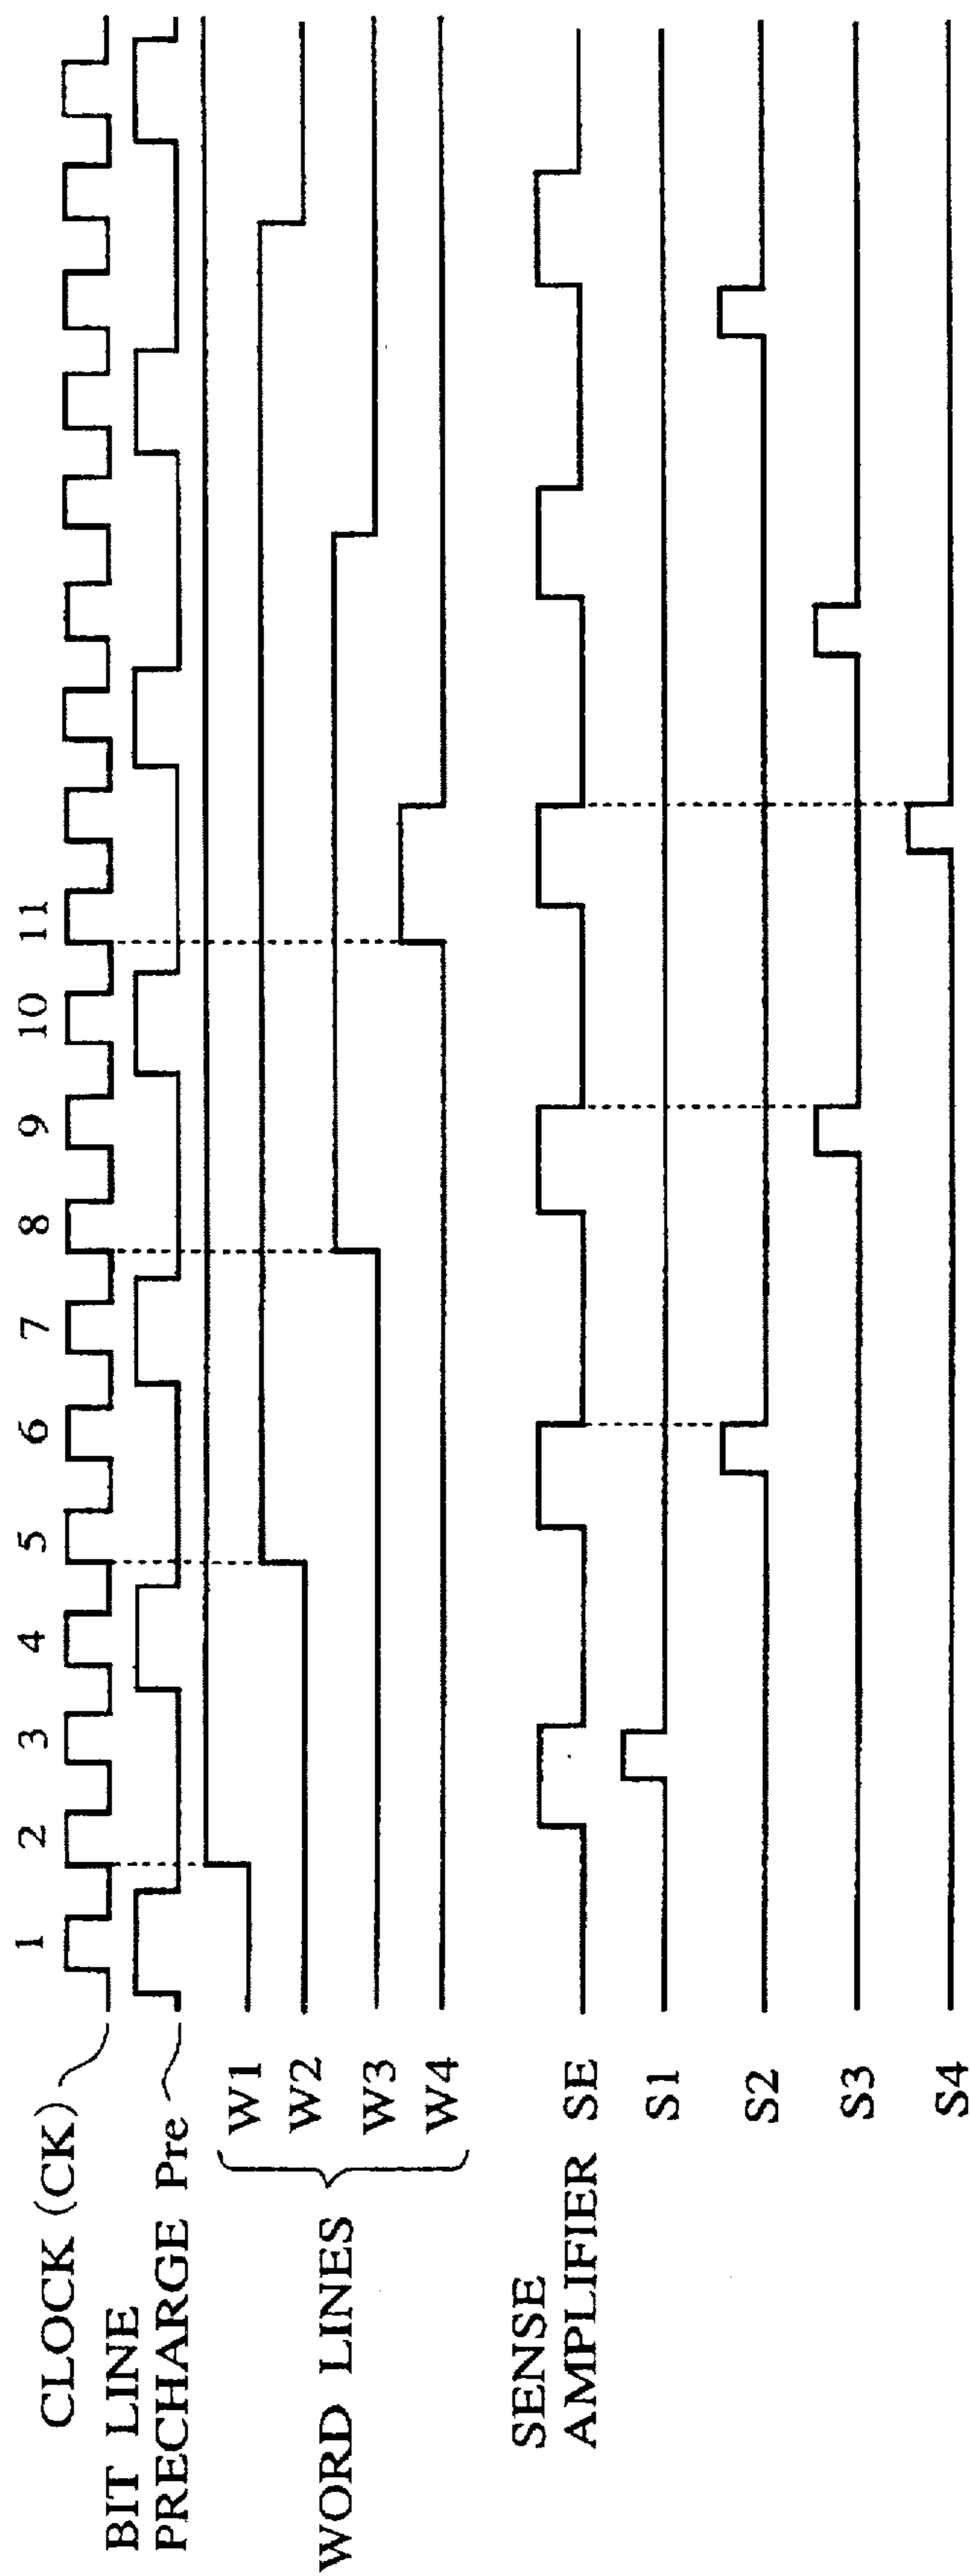 1 2 3 4 5 6 7 8 9 10 11
CLOCK (CK)
BIT LINE
PRECHARGE Pre
WORD LINES
W1
W2
W3
W4
SENSE
AMPLIFIER SE
S1
S2
S3
S4